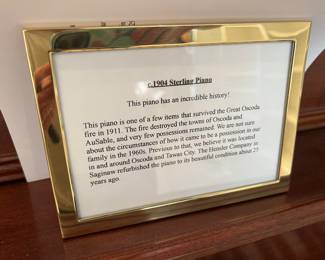 c.1904 Sterling Piano
This piano has an incredible history!
This piano is one of a few items that survived the Great Oscoda
fire in 1911. The fire destroyed the towns of Oscoda and
AuSable, and very few possessions remained. We are not sure
about the circumstances of how it came to be a possession in our
family in the 1960s. Previous to that, we believe it was located
in and around Oscoda and Tawas City. The Heissler Company in
Saginaw refurbished the piano to its beautiful condition about 25
years ago.